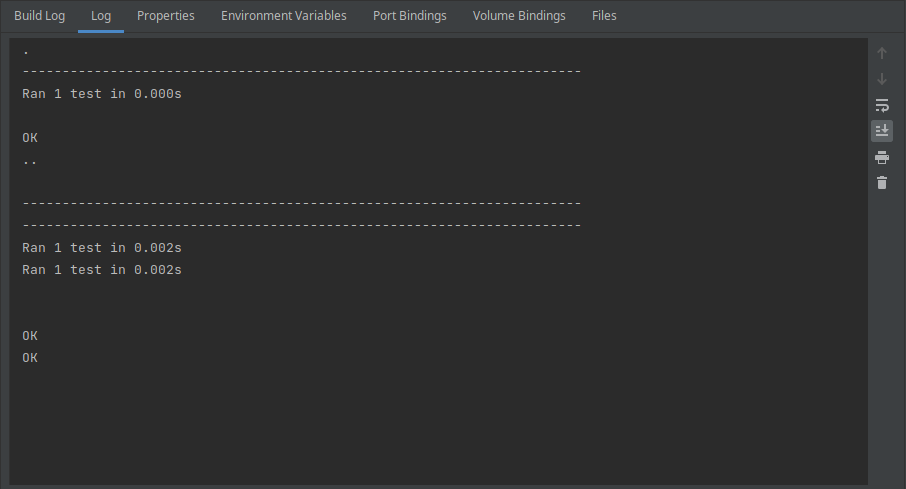 Build Log Log Properties Environment Variables Port Bindings Volume Bindings Files
.
----------------------------------------------------------------------
Ran 1 test in 0.000s
OK
..
----------------------------------------------------------------------
----------------------------------------------------------------------
Ran 1 test in 0.002s
Ran 1 test in 0.002s
OK
OK